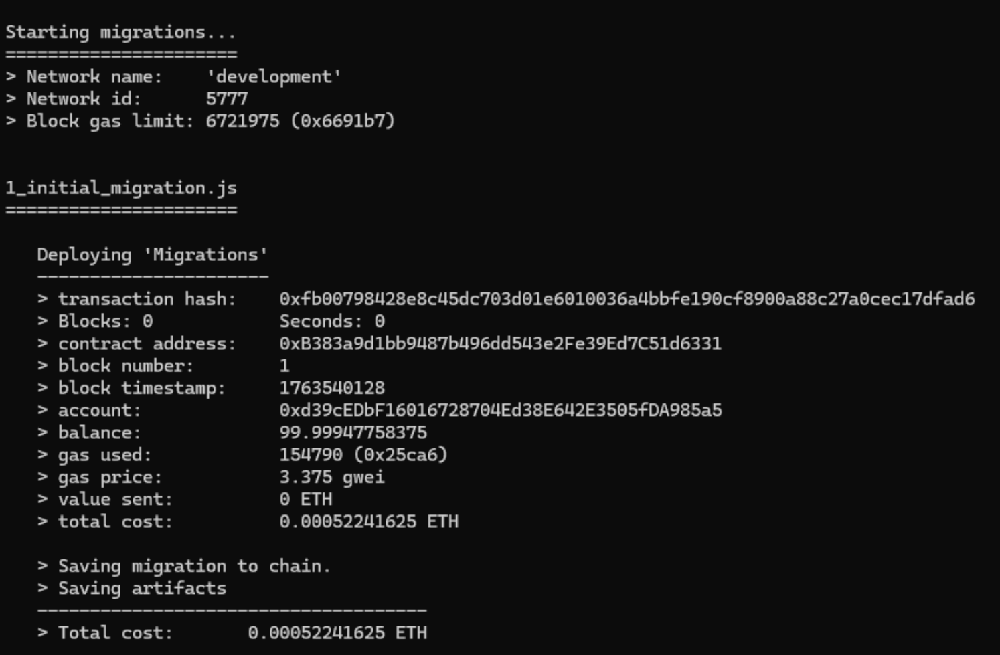 Starting migrations...
======================
> Network name:    'development'
> Network id:      5777
> Block gas limit: 6721975 (0x6691b7)
1_initial_migration.js
======================
Deploying 'Migrations'
----------------------
> transaction hash:    0xfb00798428e8c45dc703d01e6010036a4bbfe190cf8900a88c27a0cec17dfad6
> Blocks: 0            Seconds: 0
> contract address:    0xB383a9d1bb9487b496dd543e2Fe39Ed7C51d6331
> block number:        1
> block timestamp:     1763540128
> account:             0xd39cEDbF16016728704Ed38E642E3505fDA985a5
> balance:             99.99947758375
> gas used:            154790 (0x25ca6)
> gas price:           3.375 gwei
> value sent:          0 ETH
> total cost:          0.00052241625 ETH
> Saving migration to chain.
> Saving artifacts
-------------------------------------
> Total cost:       0.00052241625 ETH